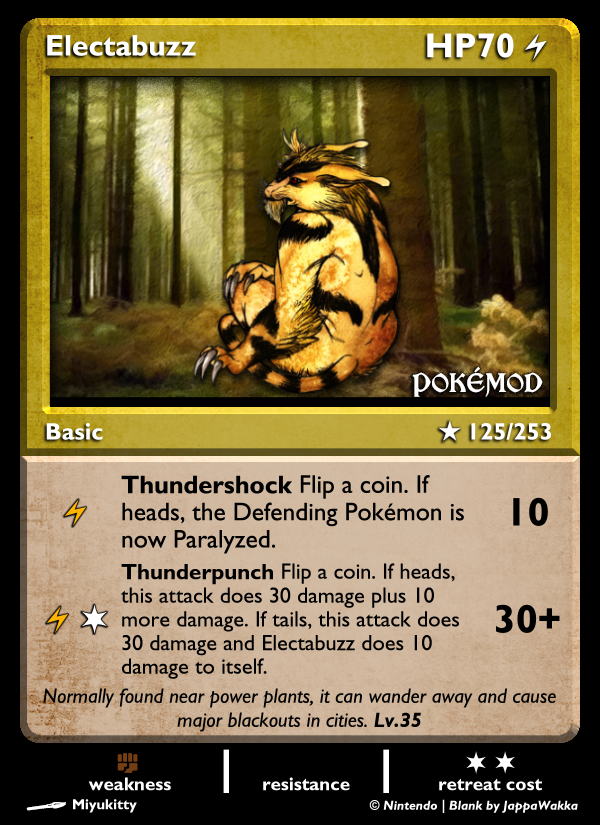 Electabuzz HP70
POKÉMOD
Basic ★ 125/253
Thundershock Flip a coin. If
heads, the Defending Pokémon is
now Paralyzed.
10
Thunderpunch Flip a coin. If heads,
this attack does 30 damage plus 10
more damage. If tails, this attack does
30 damage and Electabuzz does 10
damage to itself.
30+
Normally found near power plants, it can wander away and cause
major blackouts in cities. Lv.35
weakness resistance retreat cost
Miyukitty © Nintendo | Blank by JappaWakka